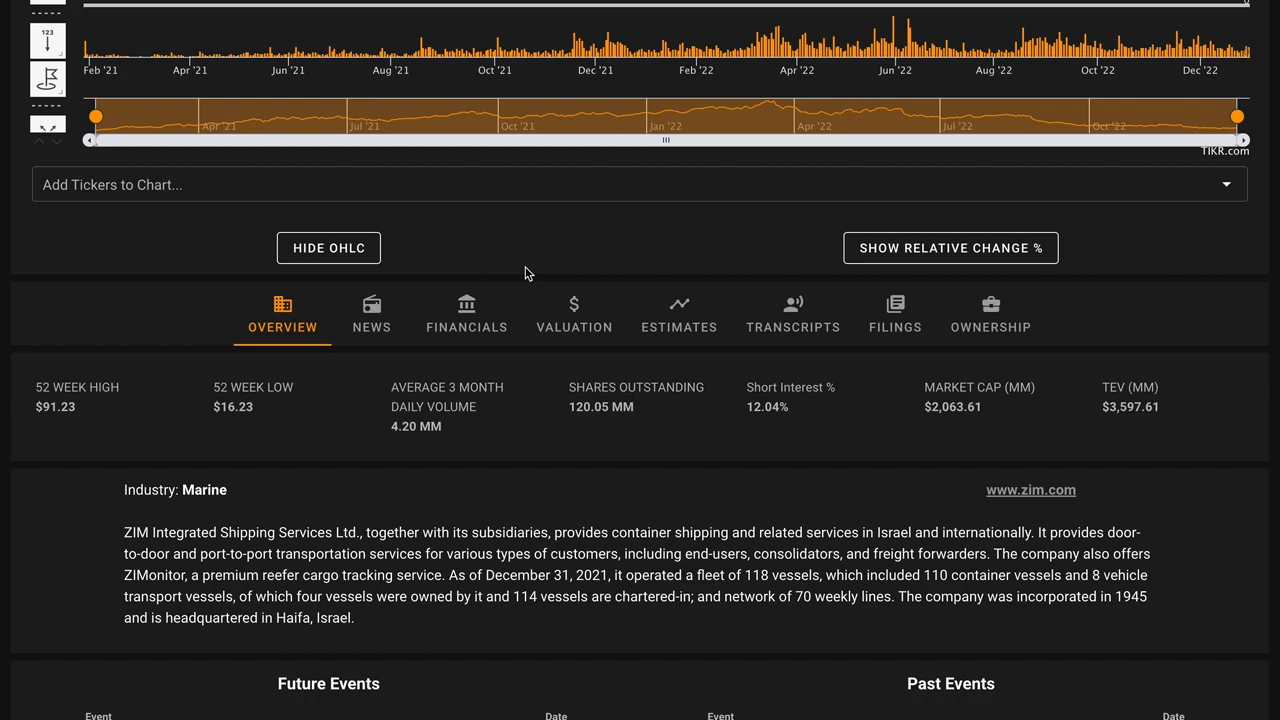 123
Feb '21 Apr '21 Jun '21 Aug '21 Oct '21 Dec '21 Feb '22 Apr '22 Jun '22 Aug '22 Oct '22 Dec '22
Apr '21 Jul '21 Oct '21 Jan '22 Apr '22 Jul '22 Oct '22
TIKR.com
Add Tickers to Chart...
HIDE OHLC SHOW RELATIVE CHANGE %
OVERVIEW NEWS FINANCIALS VALUATION ESTIMATES TRANSCRIPTS FILINGS OWNERSHIP
52 WEEK HIGH 52 WEEK LOW AVERAGE 3 MONTH SHARES OUTSTANDING Short Interest % MARKET CAP (MM) TEV (MM)
$91.23 $16.23 DAILY VOLUME 120.05 MM 12.04% $2,063.61 $3,597.61
4.20 MM
Industry: Marine www.zim.com
ZIM Integrated Shipping Services Ltd., together with its subsidiaries, provides container shipping and related services in Israel and internationally. It provides door-
to-door and port-to-port transportation services for various types of customers, including end-users, consolidators, and freight forwarders. The company also offers
ZIMonitor, a premium reefer cargo tracking service. As of December 31, 2021, it operated a fleet of 118 vessels, which included 110 container vessels and 8 vehicle
transport vessels, of which four vessels were owned by it and 114 vessels are chartered-in; and network of 70 weekly lines. The company was incorporated in 1945
and is headquartered in Haifa, Israel.
Future Events Past Events
Event Date Event Date